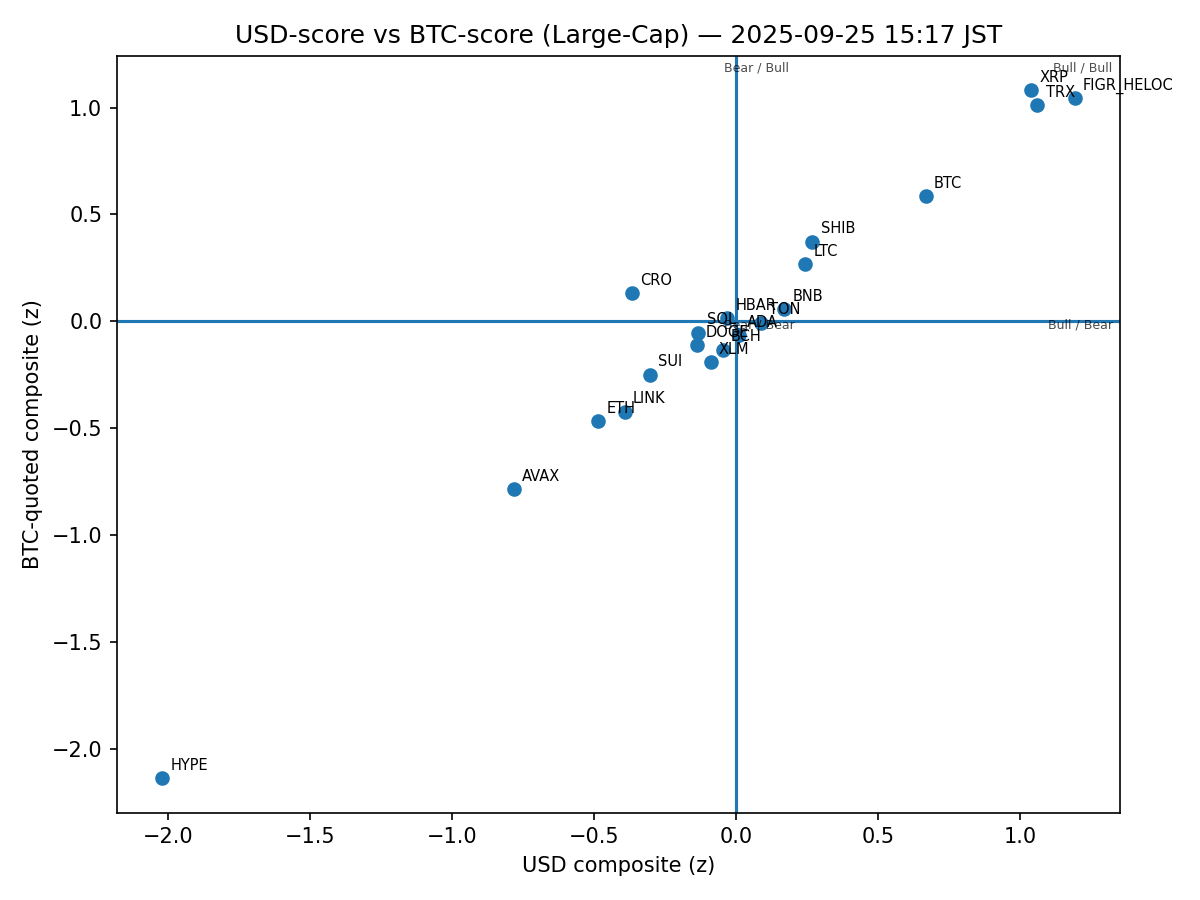 USD-score vs BTC-score (Large-Cap) — 2025-09-25 15:17 JST
Bear / Bull
Bull / Bull
XRP
FIGR_HELOC
TRX
BTC
SHIB
LTC
CRO
BNB
HBAR
TON
SOL
ADA
Bull / Bear
DOGE
BCH
XLM
SUI
LINK
ETH
AVAX
HYPE
1.0
0.5
0.0
−0.5
−1.0
−1.5
−2.0
BTC-quoted composite (z)
−2.0
−1.5
−1.0
−0.5
0.0
0.5
1.0
USD composite (z)